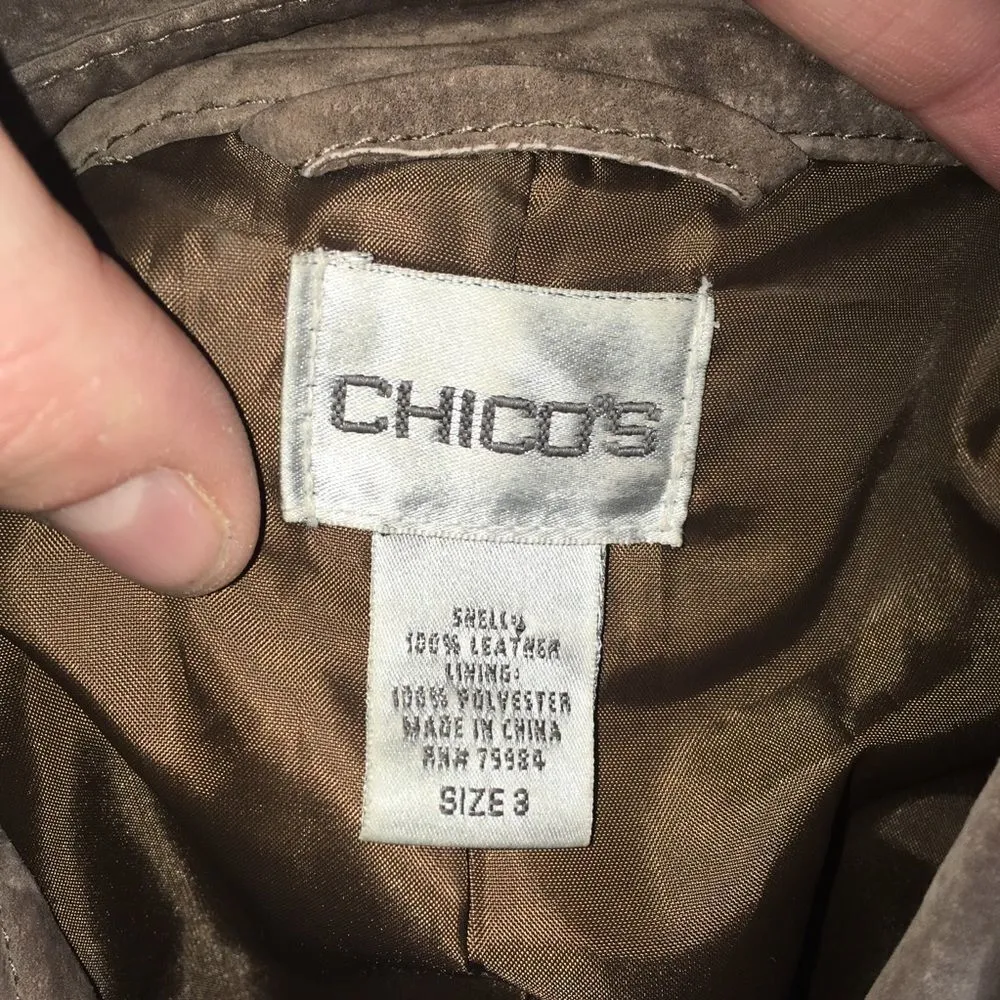 CHICO'S
SHELL:
100% LEATHER
LINING:
100% POLYESTER
MADE IN CHINA
RN# 75984
SIZE 3